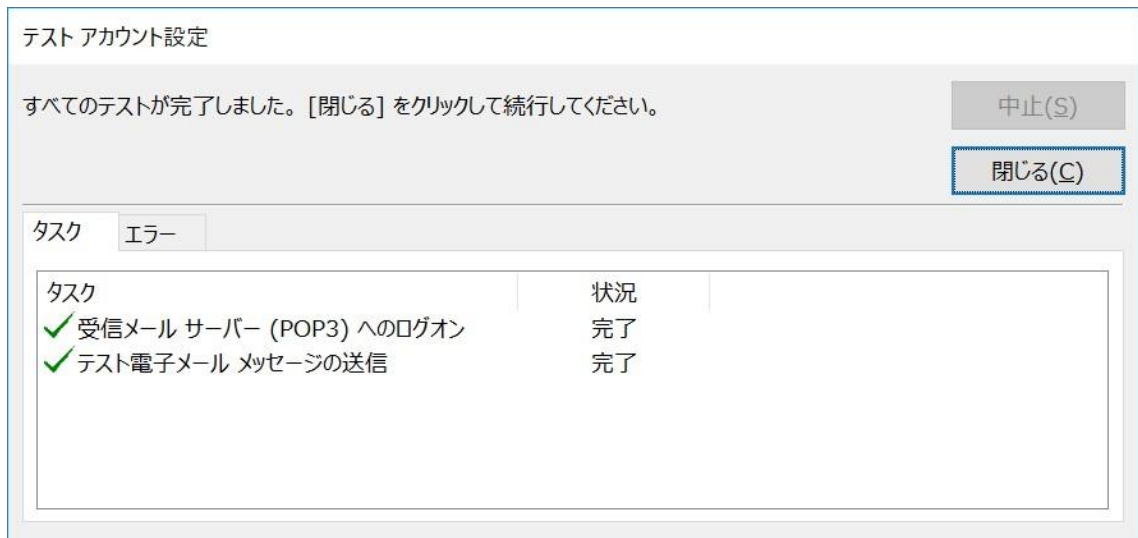 テスト アカウント設定
すべてのテストが完了しました。[閉じる] をクリックして続行してください。
中止(S)
閉じる(C)
タスク エラー
タスク 状況
受信メール サーバー (POP3) へのログオン 完了
テスト電子メール メッセージの送信 完了